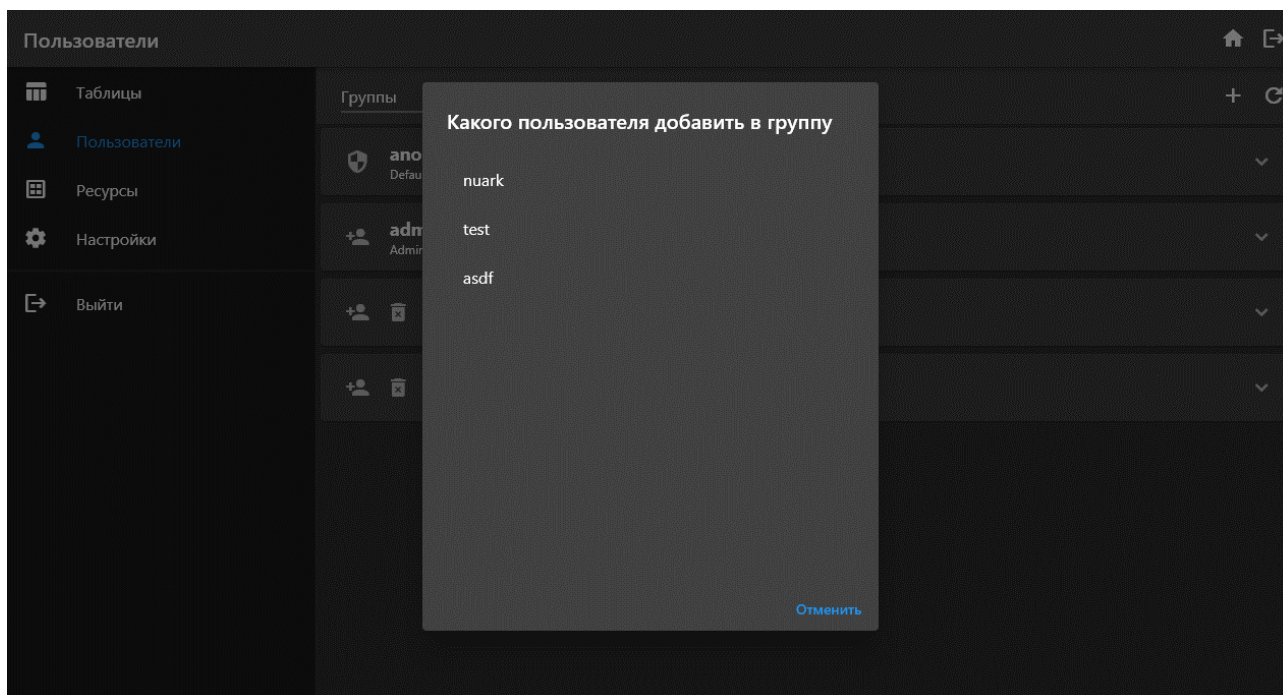 Пользователи
Таблицы
Пользователи
Ресурсы
Настройки
Выйти
Группы
Какого пользователя добавить в группу
nuark
test
asdf
Отменить